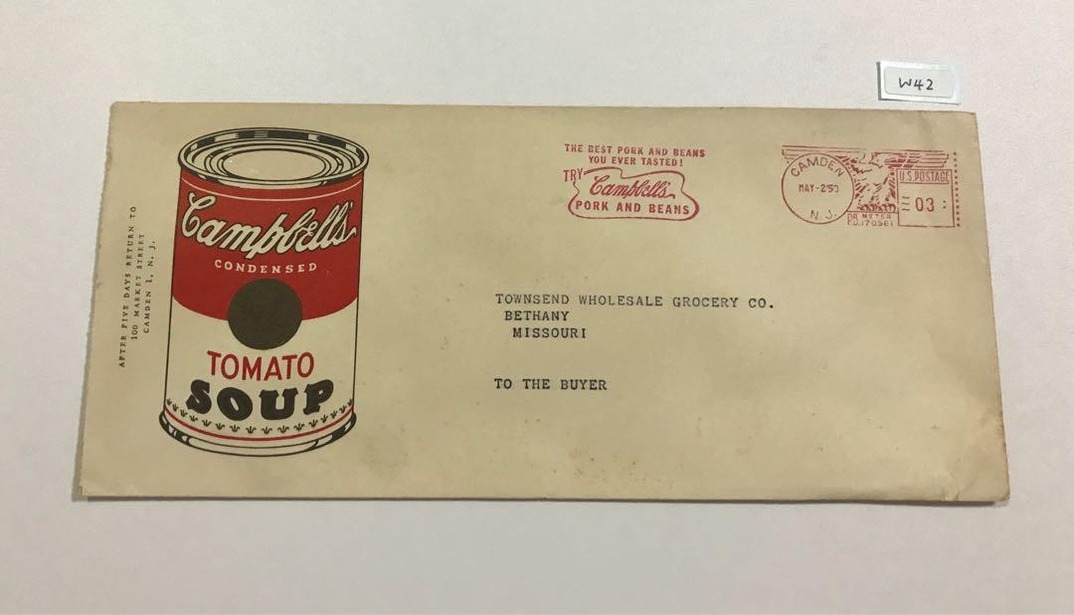 W42
AFTER FIVE DAYS RETURN TO
100 MARKET STREET
CAMDEN 1, N. J.
Campbell's
CONDENSED
TOMATO
SOUP
THE BEST PORK AND BEANS
YOU EVER TASTED!
TRY
Campbell's
PORK AND BEANS
CAMDEN
MAY-2'53
N. J.
U.S. POSTAGE
03
P.B. METER
TOWNSEND WHOLESALE GROCERY CO.
BETHANY
MISSOURI
TO THE BUYER